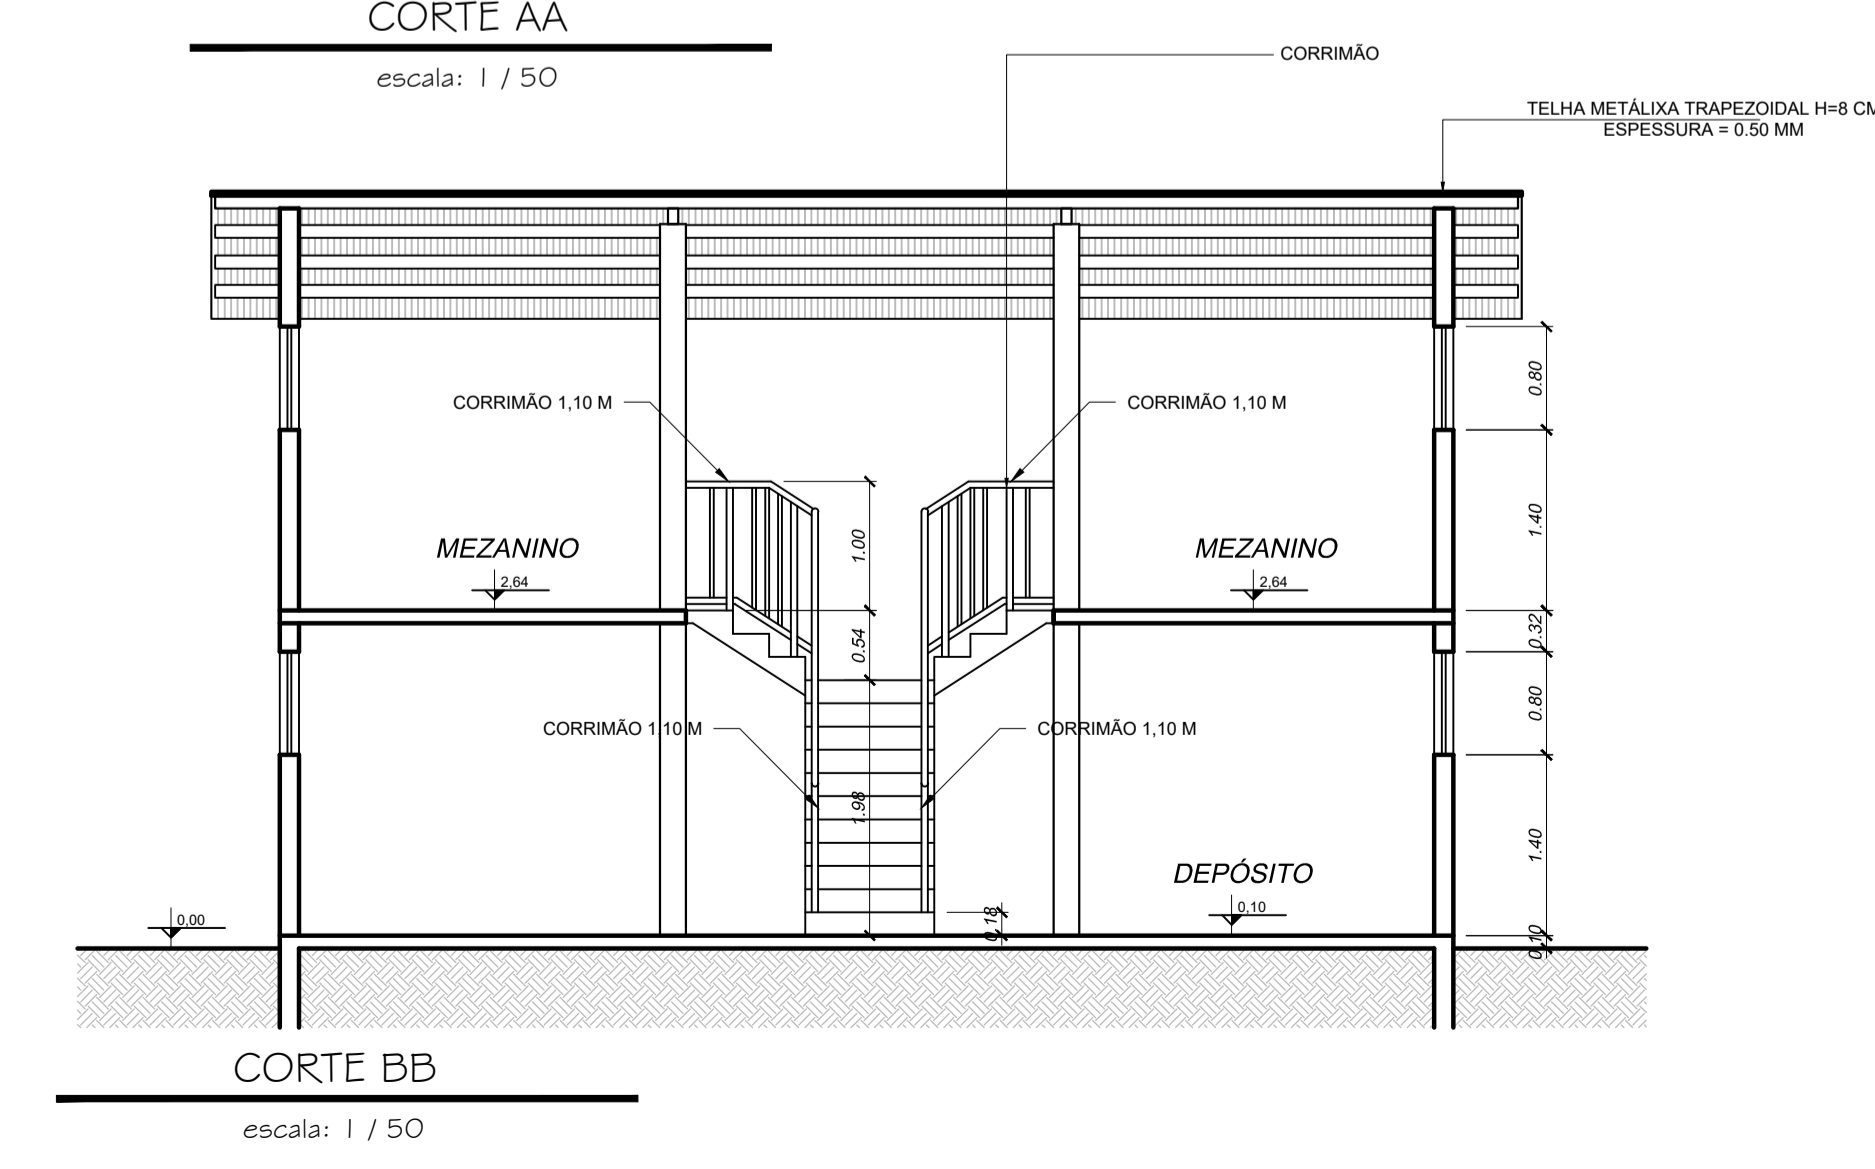 CORTE AA
escala: 1 / 50
CORRIMÃO
TELHA METÁLIXA TRAPEZOIDAL H=8 CM
ESPESSURA = 0.50 MM
0.80
CORRIMÃO 1,10 M
CORRIMÃO 1,10 M
1.40
1.00
MEZANINO
MEZANINO
2,64
2,64
0.32
0.54
0.80
CORRIMÃO 1,10 M
CORRIMÃO 1,10 M
1.98
1.40
DEPÓSITO
0,10
0,00
0.18
0.10
CORTE BB
escala: 1 / 50